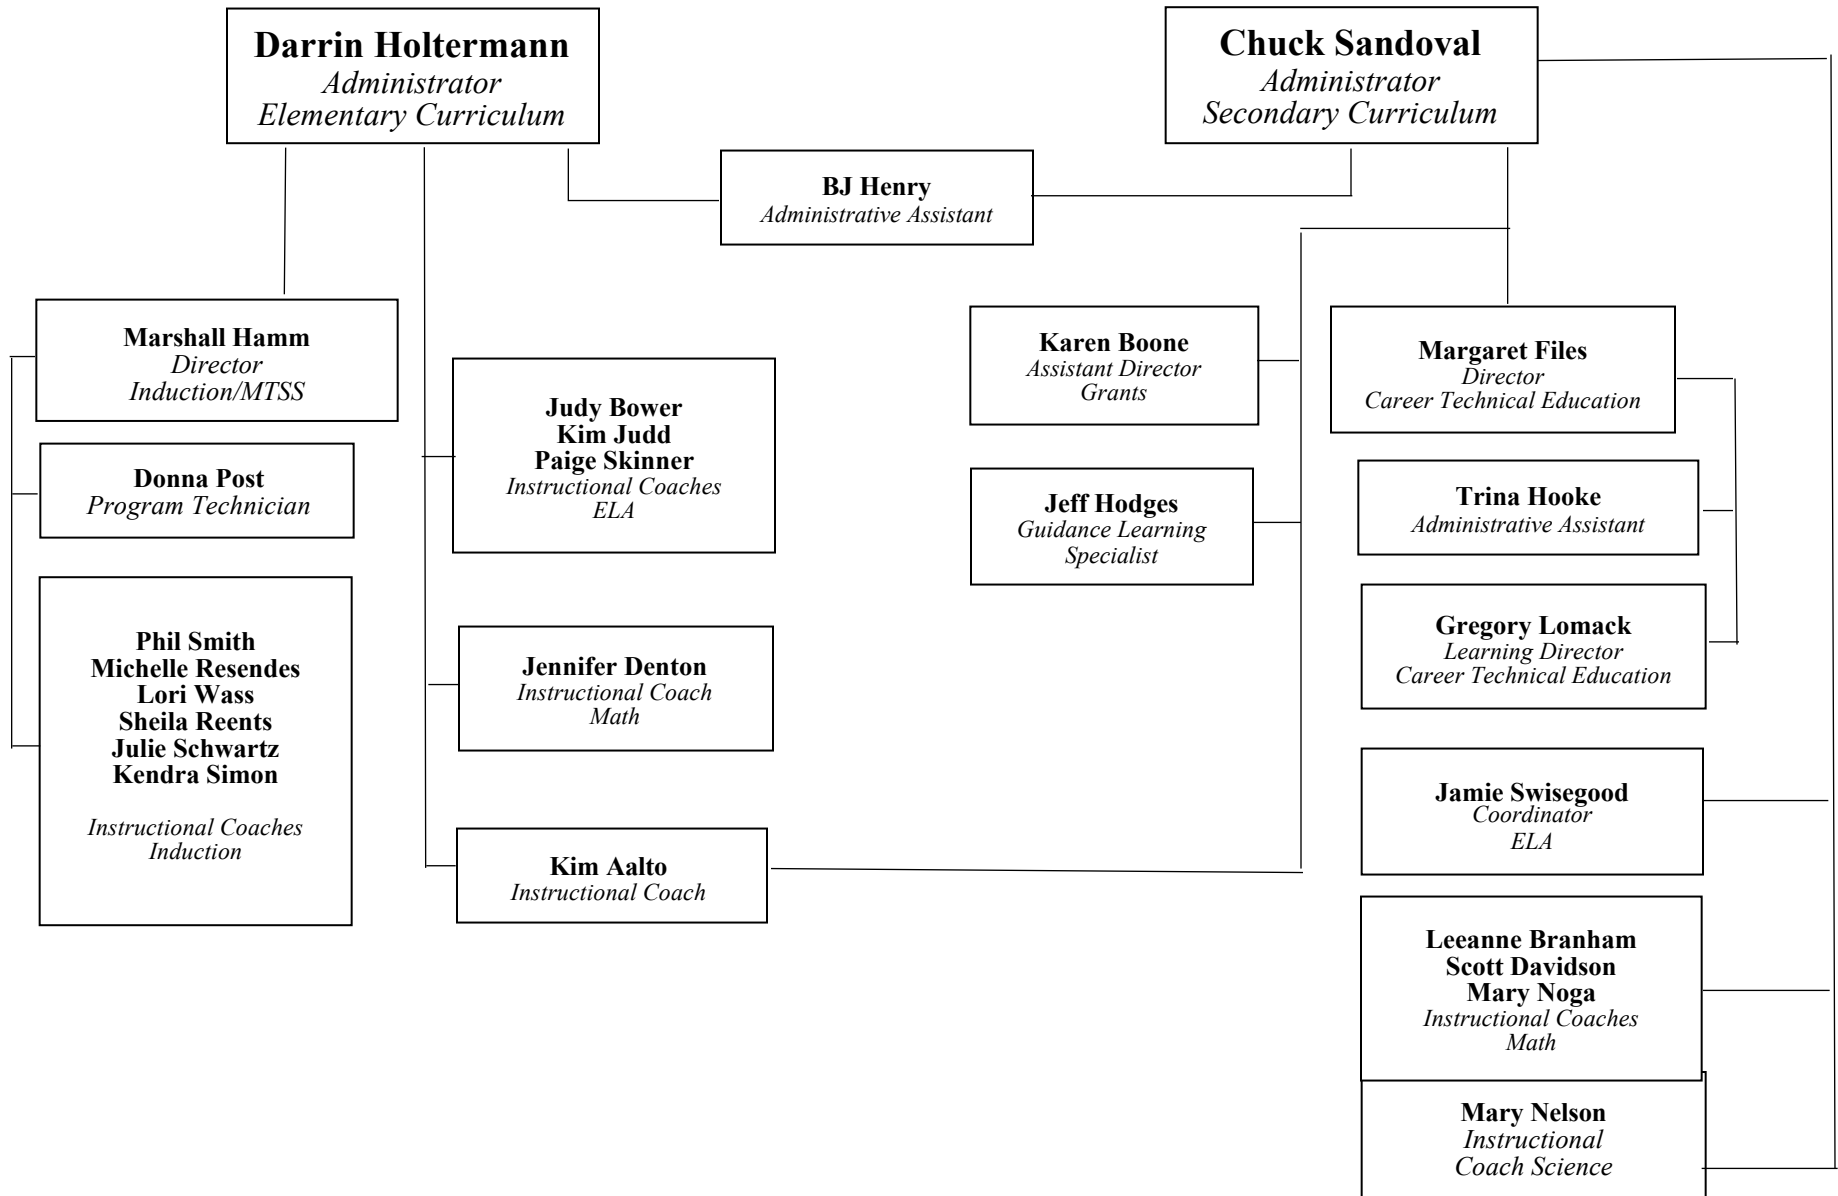 Darrin Holtermann
Administrator
Elementary Curriculum
Chuck Sandoval
Administrator
Secondary Curriculum
BJ Henry
Administrative Assistant
Marshall Hamm
Director
Induction/MTSS
Donna Post
Program Technician
Phil Smith
Michelle Resendes
Lori Wass
Sheila Reents
Julie Schwartz
Kendra Simon
Instructional Coaches
Induction
Judy Bower
Kim Judd
Paige Skinner
Instructional Coaches
ELA
Jennifer Denton
Instructional Coach
Math
Kim Aalto
Instructional Coach
Karen Boone
Assistant Director
Grants
Jeff Hodges
Guidance Learning
Specialist
Margaret Files
Director
Career Technical Education
Trina Hooke
Administrative Assistant
Gregory Lomack
Learning Director
Career Technical Education
Jamie Swisegood
Coordinator
ELA
Leeanne Branham
Scott Davidson
Mary Noga
Instructional Coaches
Math
Mary Nelson
Instructional
Coach Science